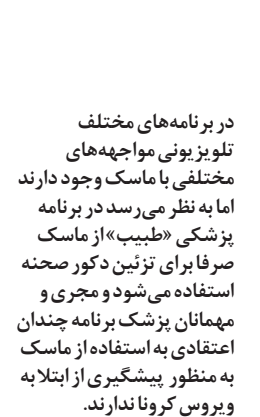 در برنامه‌های مختلف
تلویزیونی مواجهه‌های
مختلفی با ماسک وجود دارند
اما به نظر می‌رسد در برنامه
پزشکی «طبیب» از ماسک
صرفا برای تزئین دکور صحنه
استفاده می‌شود و مجری و
مهمانان پزشک برنامه چندان
اعتقادی به استفاده از ماسک
به منظور پیشگیری از ابتلا به
ویروس کرونا ندارند.